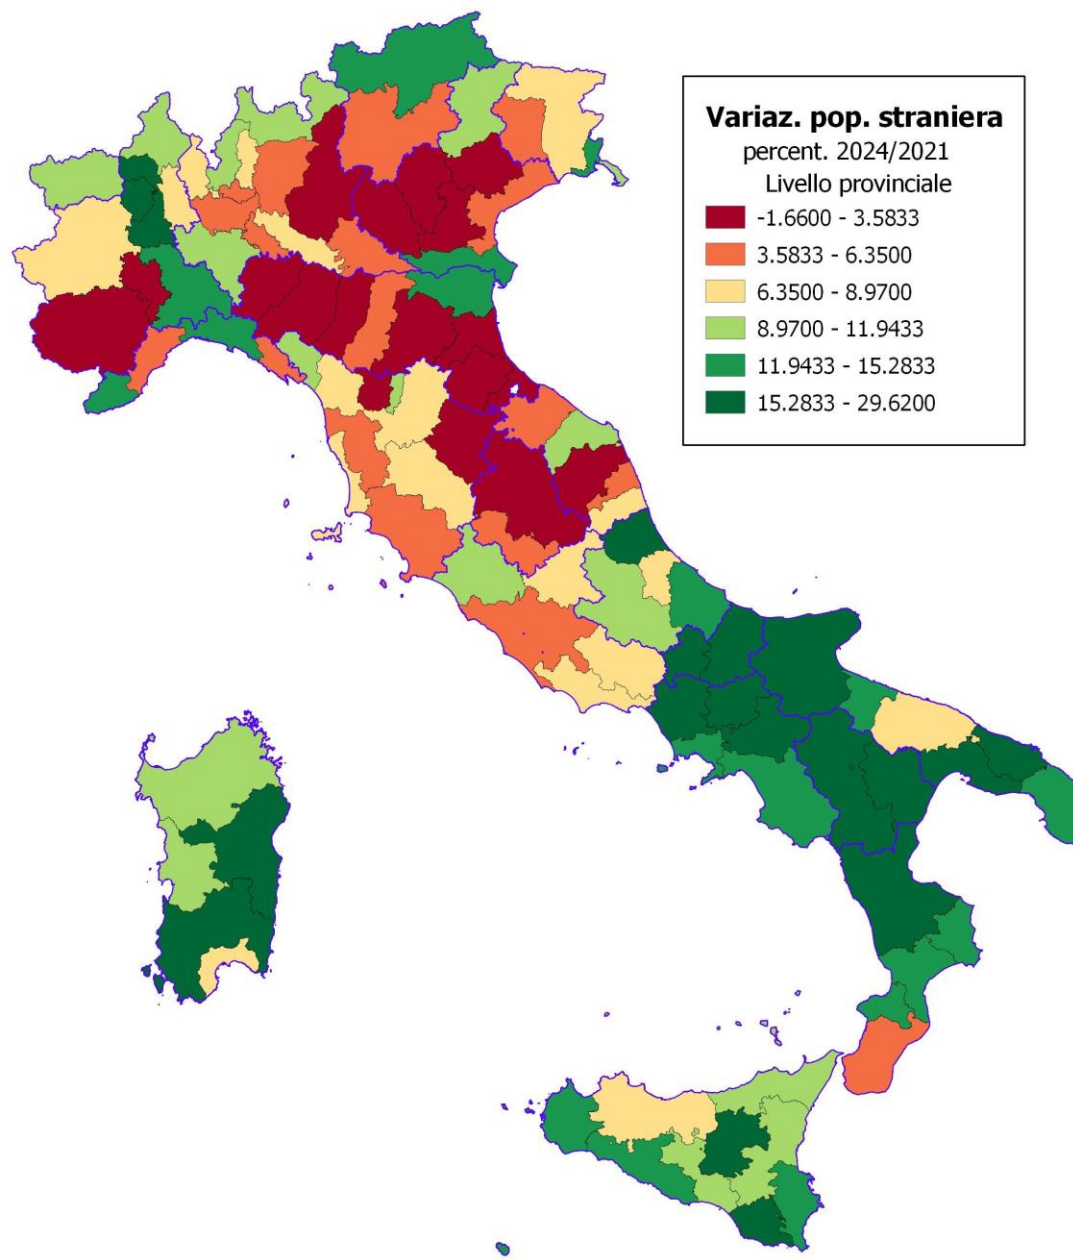 Variaz. pop. straniera
percent. 2024/2021
Livello provinciale
-1.6600 - 3.5833
3.5833 - 6.3500
6.3500 - 8.9700
8.9700 - 11.9433
11.9433 - 15.2833
15.2833 - 29.6200